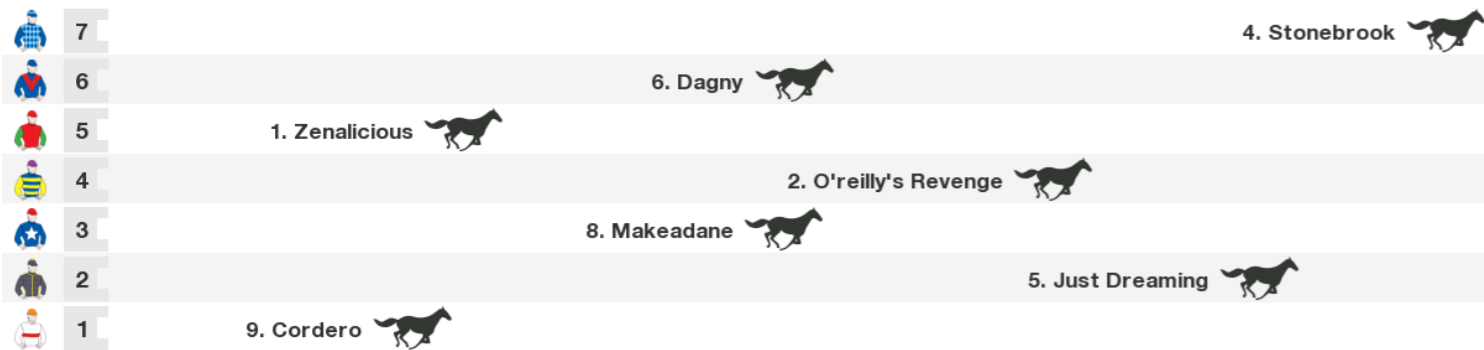 7 4. Stonebrook
6 6. Dagny
5 1. Zenalicious
4 2. O'reilly's Revenge
3 8. Makeadane
2 5. Just Dreaming
1 9. Cordero